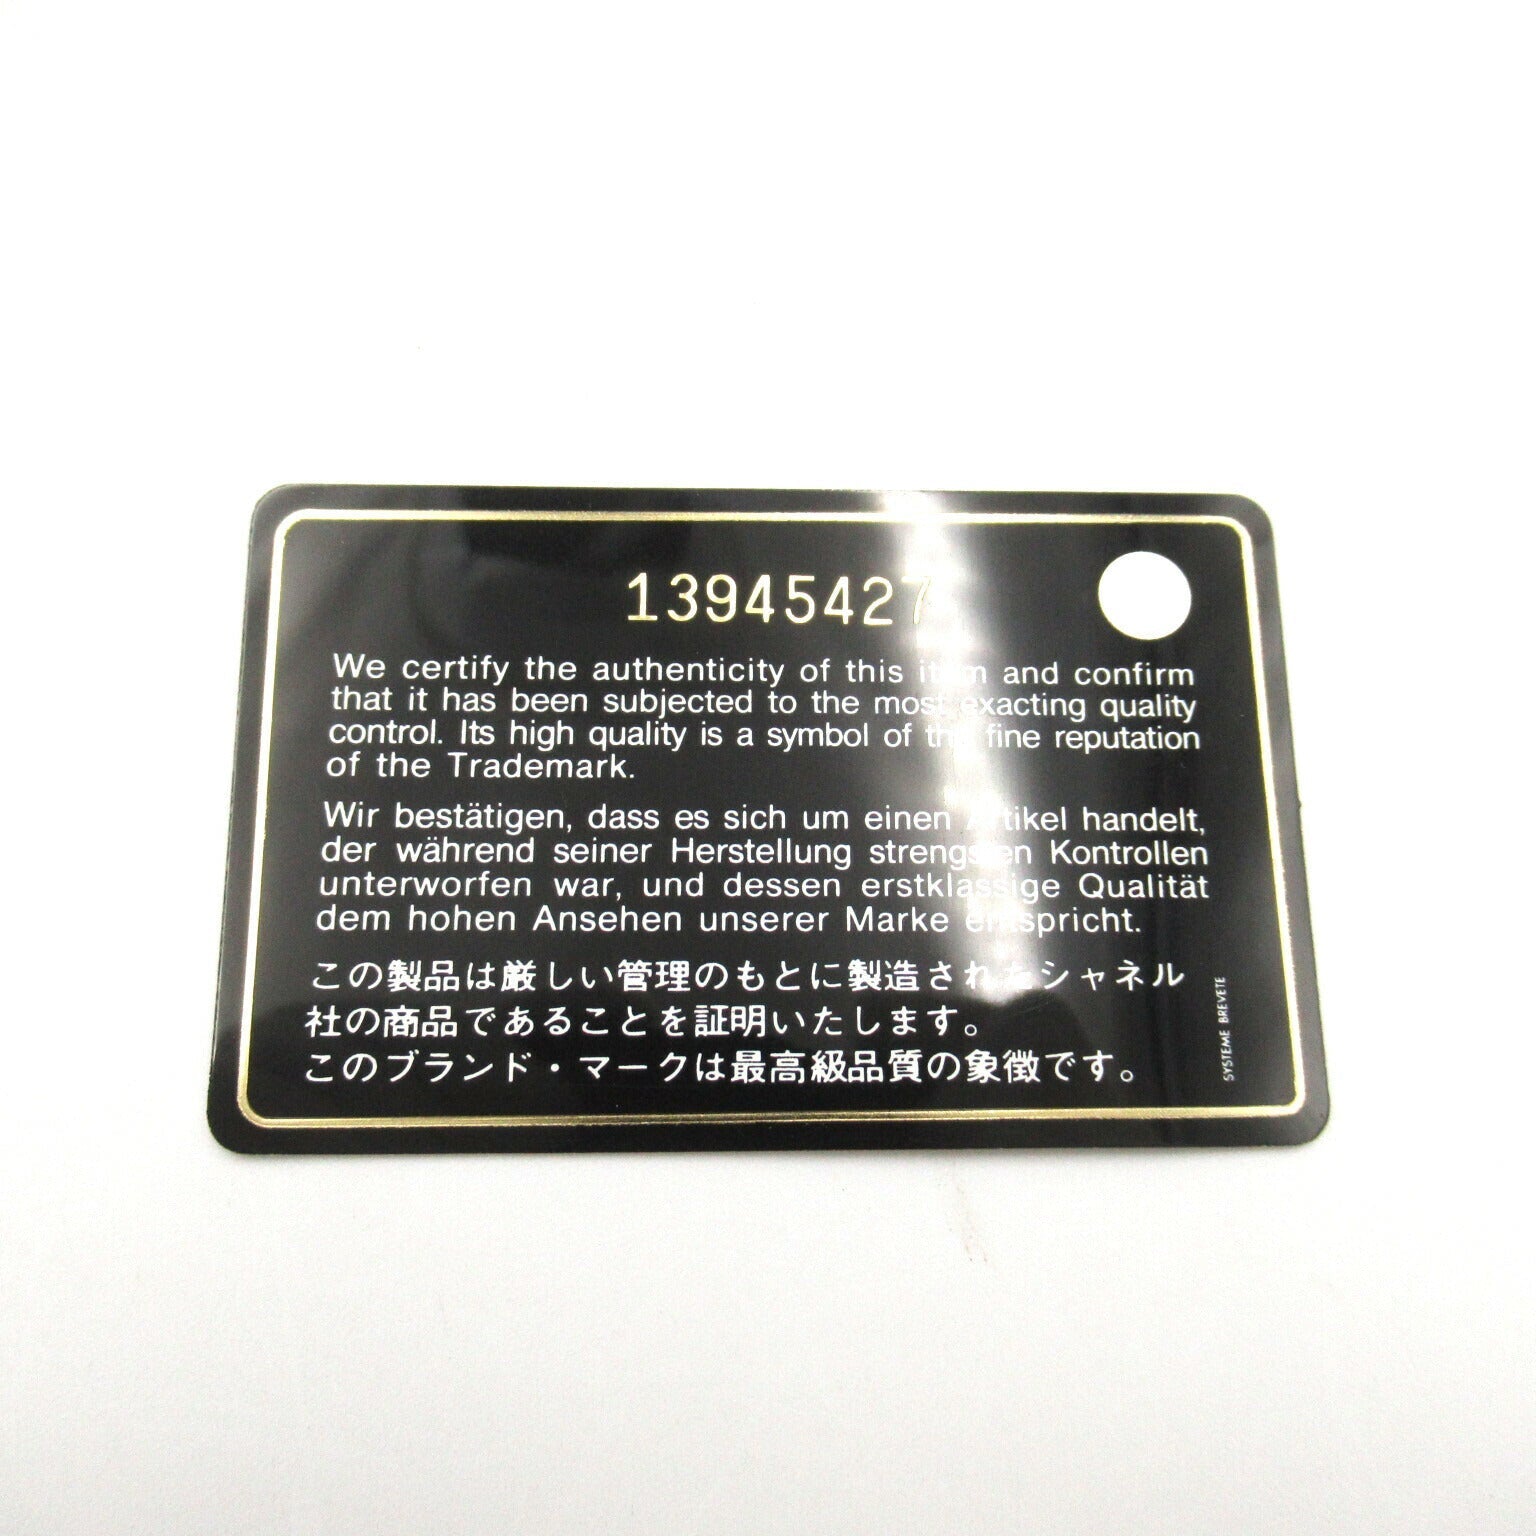 13945427
We certify the authenticity of this item and confirm
that it has been subjected to the most exacting quality
control. Its high quality is a symbol of the fine reputation
of the Trademark.
Wir bestätigen, dass es sich um einen Artikel handelt,
der während seiner Herstellung strengsten Kontrollen
unterworfen war, und dessen erstklassige Qualität
dem hohen Ansehen unserer Marke entspricht.
この製品は厳しい管理のもとに製造されたシャネル
社の商品であることを証明いたします。
このブランド・マークは最高級品質の象徴です。
SYSTEME BREVETE